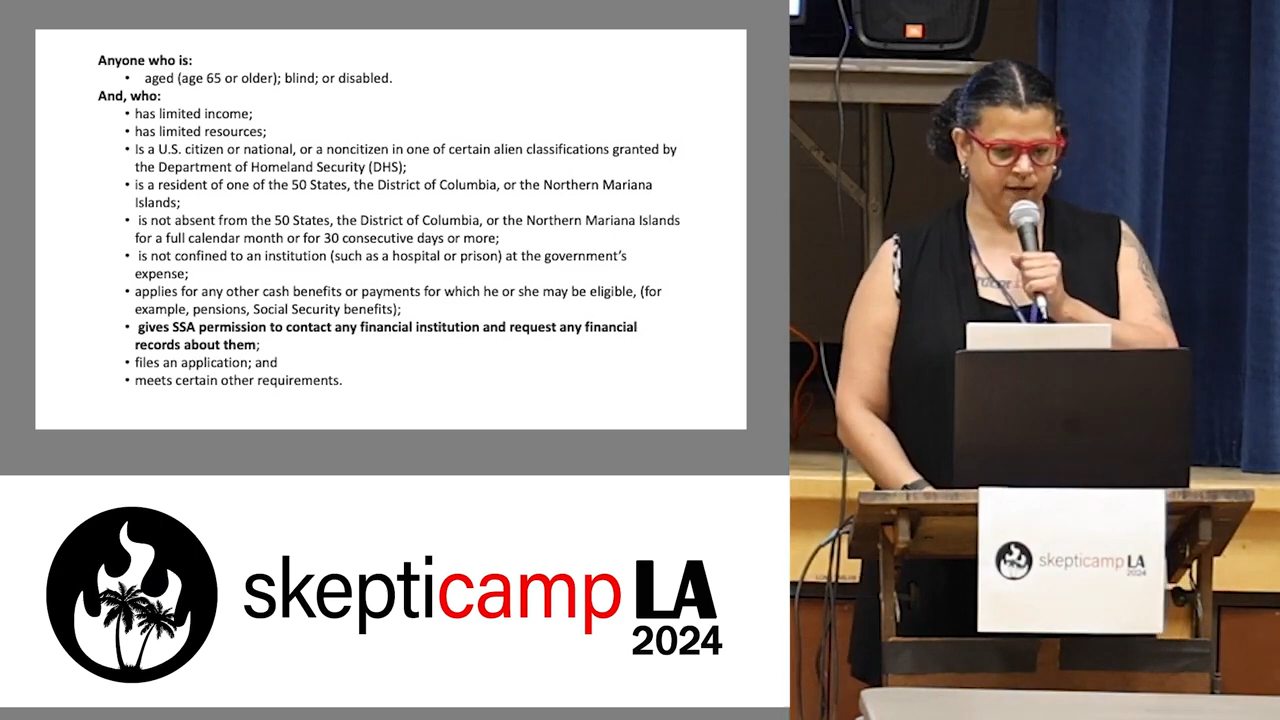 Anyone who is:
• aged (age 65 or older); blind; or disabled.
And, who:
• has limited income;
• has limited resources;
• Is a U.S. citizen or national, or a noncitizen in one of certain alien classifications granted by
the Department of Homeland Security (DHS);
• is a resident of one of the 50 States, the District of Columbia, or the Northern Mariana
Islands;
• is not absent from the 50 States, the District of Columbia, or the Northern Mariana Islands
for a full calendar month or for 30 consecutive days or more;
• is not confined to an institution (such as a hospital or prison) at the government's
expense;
• applies for any other cash benefits or payments for which he or she may be eligible, (for
example, pensions, Social Security benefits);
• gives SSA permission to contact any financial institution and request any financial
records about them;
• files an application; and
• meets certain other requirements.
skepticamp LA
2024
JBL
skepticamp LA
2024